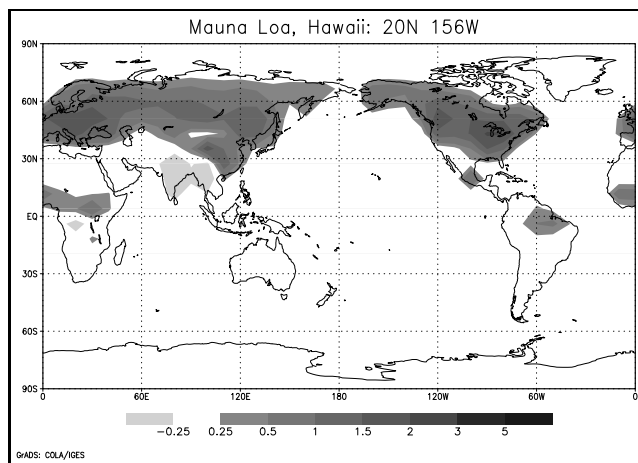 Mauna Loa, Hawaii: 20N 156W
90N
60N
30N
EQ
30S
60S
90S
0 60E 120E 180 120W 60W 0
-0.25 0.25 0.5 1 1.5 2 3 5
GrADS: COLA/IGES